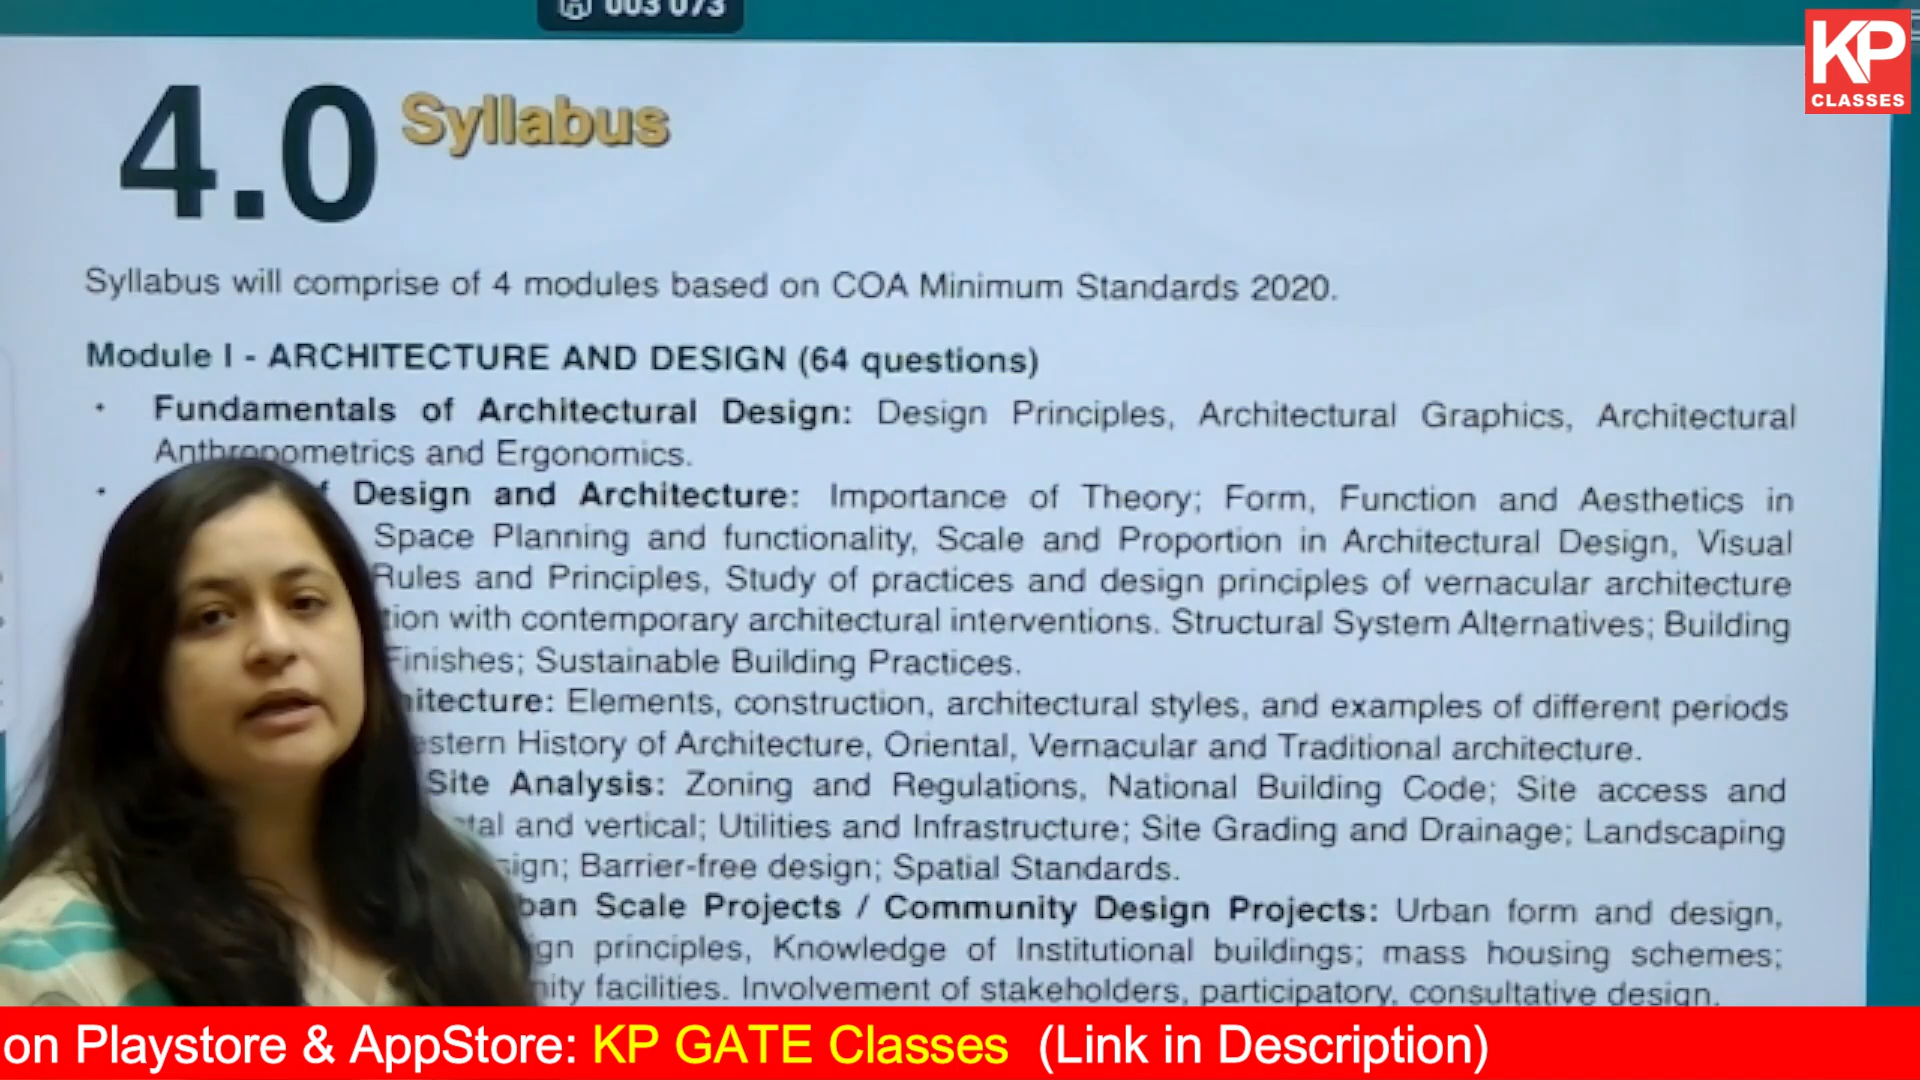 003 073
KP
CLASSES
4.0 Syllabus
Syllabus will comprise of 4 modules based on COA Minimum Standards 2020.
Module I - ARCHITECTURE AND DESIGN (64 questions)
• Fundamentals of Architectural Design: Design Principles, Architectural Graphics, Architectural
Anthropometrics and Ergonomics.
• Design and Architecture: Importance of Theory; Form, Function and Aesthetics in
Space Planning and functionality, Scale and Proportion in Architectural Design, Visual
Rules and Principles, Study of practices and design principles of vernacular architecture
tion with contemporary architectural interventions. Structural System Alternatives; Building
Finishes; Sustainable Building Practices.
hitecture: Elements, construction, architectural styles, and examples of different periods
estern History of Architecture, Oriental, Vernacular and Traditional architecture.
Site Analysis: Zoning and Regulations, National Building Code; Site access and
tal and vertical; Utilities and Infrastructure; Site Grading and Drainage; Landscaping
sign; Barrier-free design; Spatial Standards.
ban Scale Projects / Community Design Projects: Urban form and design,
ign principles, Knowledge of Institutional buildings; mass housing schemes;
nity facilities. Involvement of stakeholders, participatory, consultative design.
on Playstore & AppStore: KP GATE Classes (Link in Description)